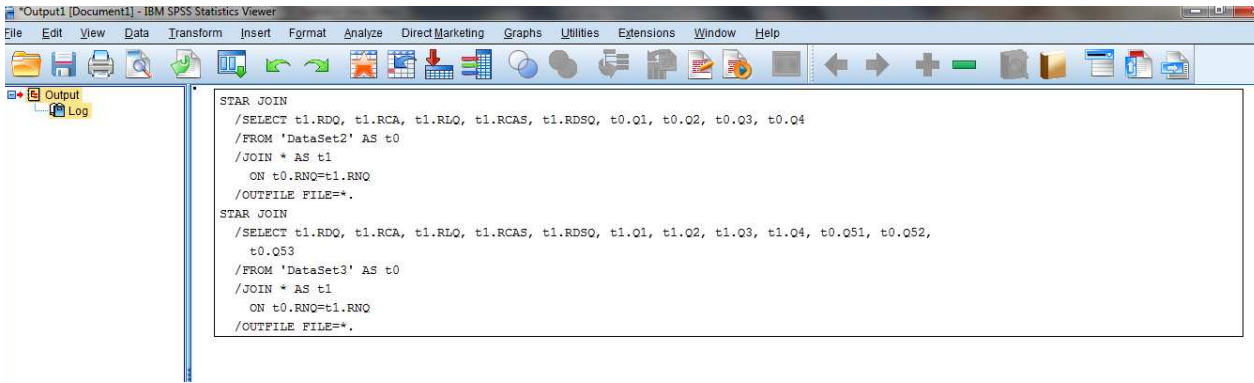 *Output1 [Document1] - IBM SPSS Statistics Viewer
File Edit View Data Transform Insert Format Analyze Direct Marketing Graphs Utilities Extensions Window Help
Output
Log
STAR JOIN
/SELECT t1.RDQ, t1.RCA, t1.RLQ, t1.RCAS, t1.RDSQ, t0.Q1, t0.Q2, t0.Q3, t0.Q4
/FROM 'DataSet2' AS t0
/JOIN * AS t1
ON t0.RNQ=t1.RNQ
/OUTFILE FILE=*.
STAR JOIN
/SELECT t1.RDQ, t1.RCA, t1.RLQ, t1.RCAS, t1.RDSQ, t1.Q1, t1.Q2, t1.Q3, t1.Q4, t0.Q51, t0.Q52,
t0.Q53
/FROM 'DataSet3' AS t0
/JOIN * AS t1
ON t0.RNQ=t1.RNQ
/OUTFILE FILE=*.